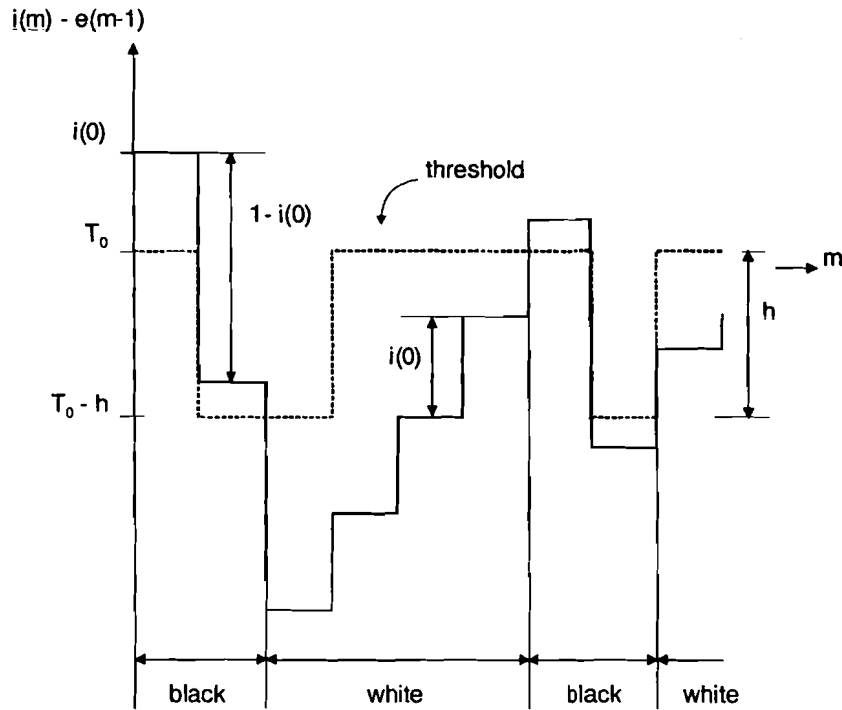 i(m) - e(m-1)
i(0)
threshold
1 - i(0)
T₀
m
h
i(0)
T₀ - h
black
white
black
white